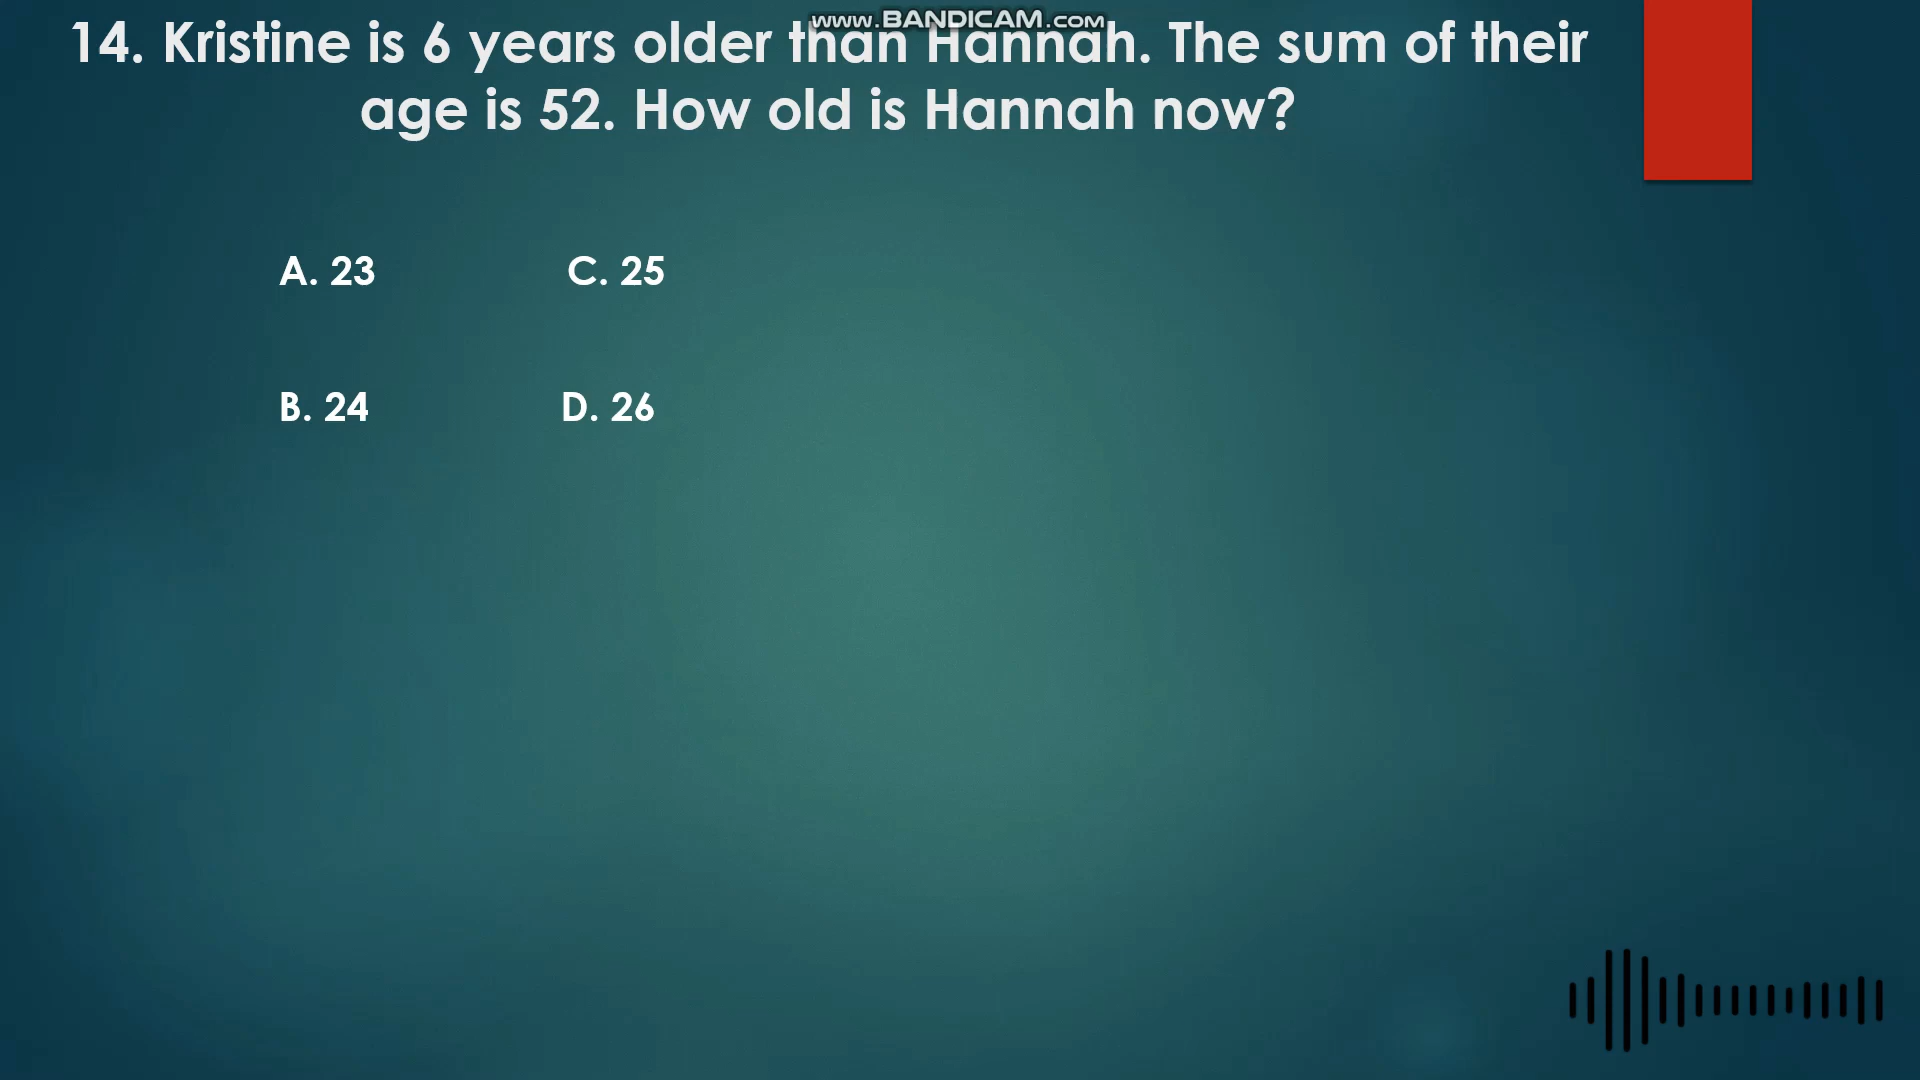 www.BANDICAM.com
14. Kristine is 6 years older than Hannah. The sum of their
age is 52. How old is Hannah now?
A. 23 C. 25
B. 24 D. 26